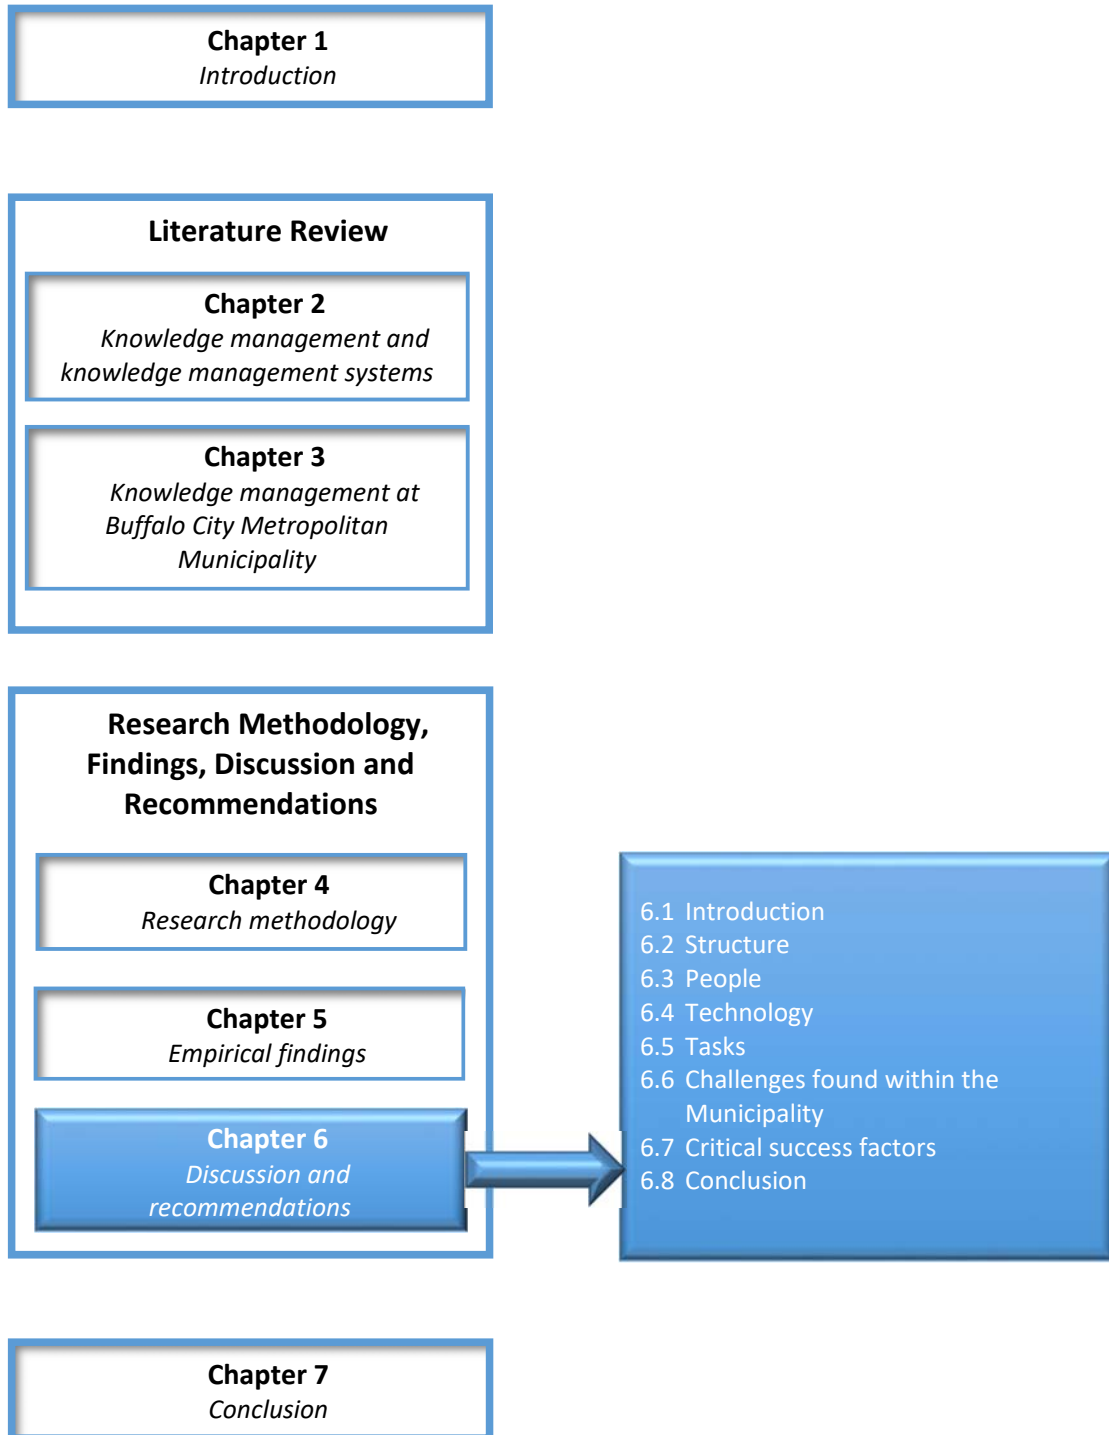 Chapter 1
Introduction
Literature Review
Chapter 2
Knowledge management and
knowledge management systems
Chapter 3
Knowledge management at
Buffalo City Metropolitan
Municipality
Research Methodology,
Findings, Discussion and
Recommendations
Chapter 4
Research methodology
Chapter 5
Empirical findings
Chapter 6
Discussion and
recommendations
6.1 Introduction
6.2 Structure
6.3 People
6.4 Technology
6.5 Tasks
6.6 Challenges found within the
Municipality
6.7 Critical success factors
6.8 Conclusion
Chapter 7
Conclusion